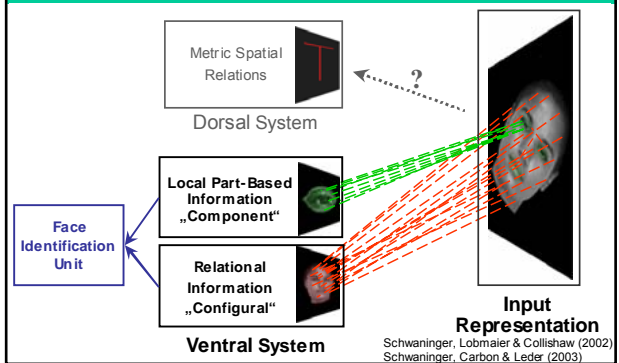 Metric Spatial
Relations
?
Dorsal System
Local Part-Based
Information
„Component“
Face
Identification
Unit
Relational
Information
„Configural“
Ventral System
Input
Representation
Schwaninger, Lobmaier & Collishaw (2002)
Schwaninger, Carbon & Leder (2003)